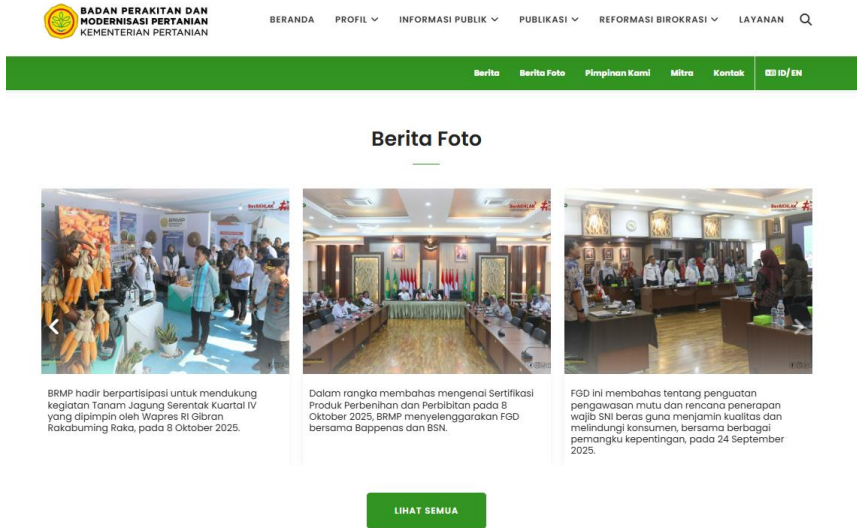 BADAN PERAKITAN DAN
MODERNISASI PERTANIAN
KEMENTERIAN PERTANIAN
BERANDA PROFIL INFORMASI PUBLIK PUBLIKASI REFORMASI BIROKRASI LAYANAN
Berita Berita Foto Pimpinan Kami Mitra Kontak ID/ EN
Berita Foto
BRMP hadir berpartisipasi untuk mendukung
kegiatan Tanam Jagung Serentak Kuartal IV
yang dipimpin oleh Wapres RI Gibran
Rakabuming Raka, pada 8 Oktober 2025.
Dalam rangka membahas mengenai Sertifikasi
Produk Perbenihan dan Perbibitan pada 8
Oktober 2025, BRMP menyelenggarakan FGD
bersama Bappenas dan BSN.
FGD ini membahas tentang penguatan
pengawasan mutu dan rencana penerapan
wajib SNI beras guna menjamin kualitas dan
melindungi konsumen, bersama berbagai
pemangku kepentingan, pada 24 September
2025.
LIHAT SEMUA